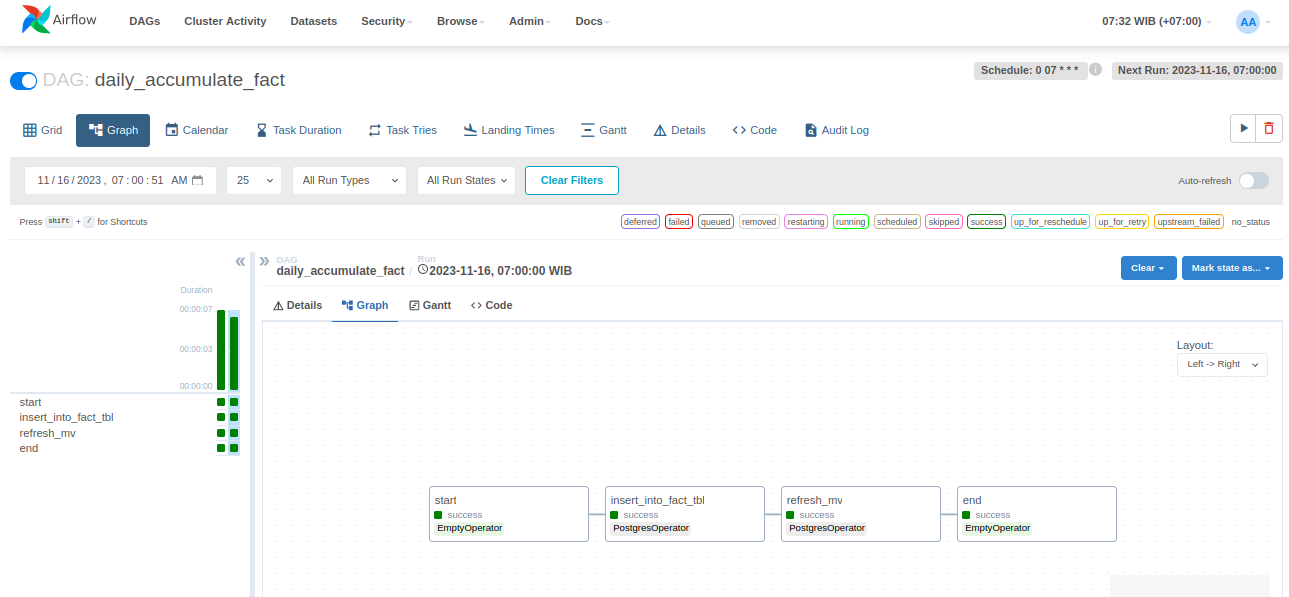 Airflow DAGs Cluster Activity Datasets Security Browse Admin Docs 07:32 WIB (+07:00) AA
DAG: daily_accumulate_fact Schedule: 0 07 * * * i Next Run: 2023-11-16, 07:00:00
Grid Graph Calendar Task Duration Task Tries Landing Times Gantt Details Code Audit Log
11/16/2023, 07:00:51 AM 25 All Run Types All Run States Clear Filters Auto-refresh
Press shift + / for Shortcuts deferred failed queued removed restarting running scheduled skipped success up_for_reschedule up_for_retry upstream_failed no_status
DAG Run
daily_accumulate_fact / 2023-11-16, 07:00:00 WIB Clear Mark state as...
Duration
00:00:07
00:00:03
00:00:00
start
insert_into_fact_tbl
refresh_mv
end
Details Graph Gantt Code
Layout:
Left -> Right
start
success
EmptyOperator
insert_into_fact_tbl
success
PostgresOperator
refresh_mv
success
PostgresOperator
end
success
EmptyOperator